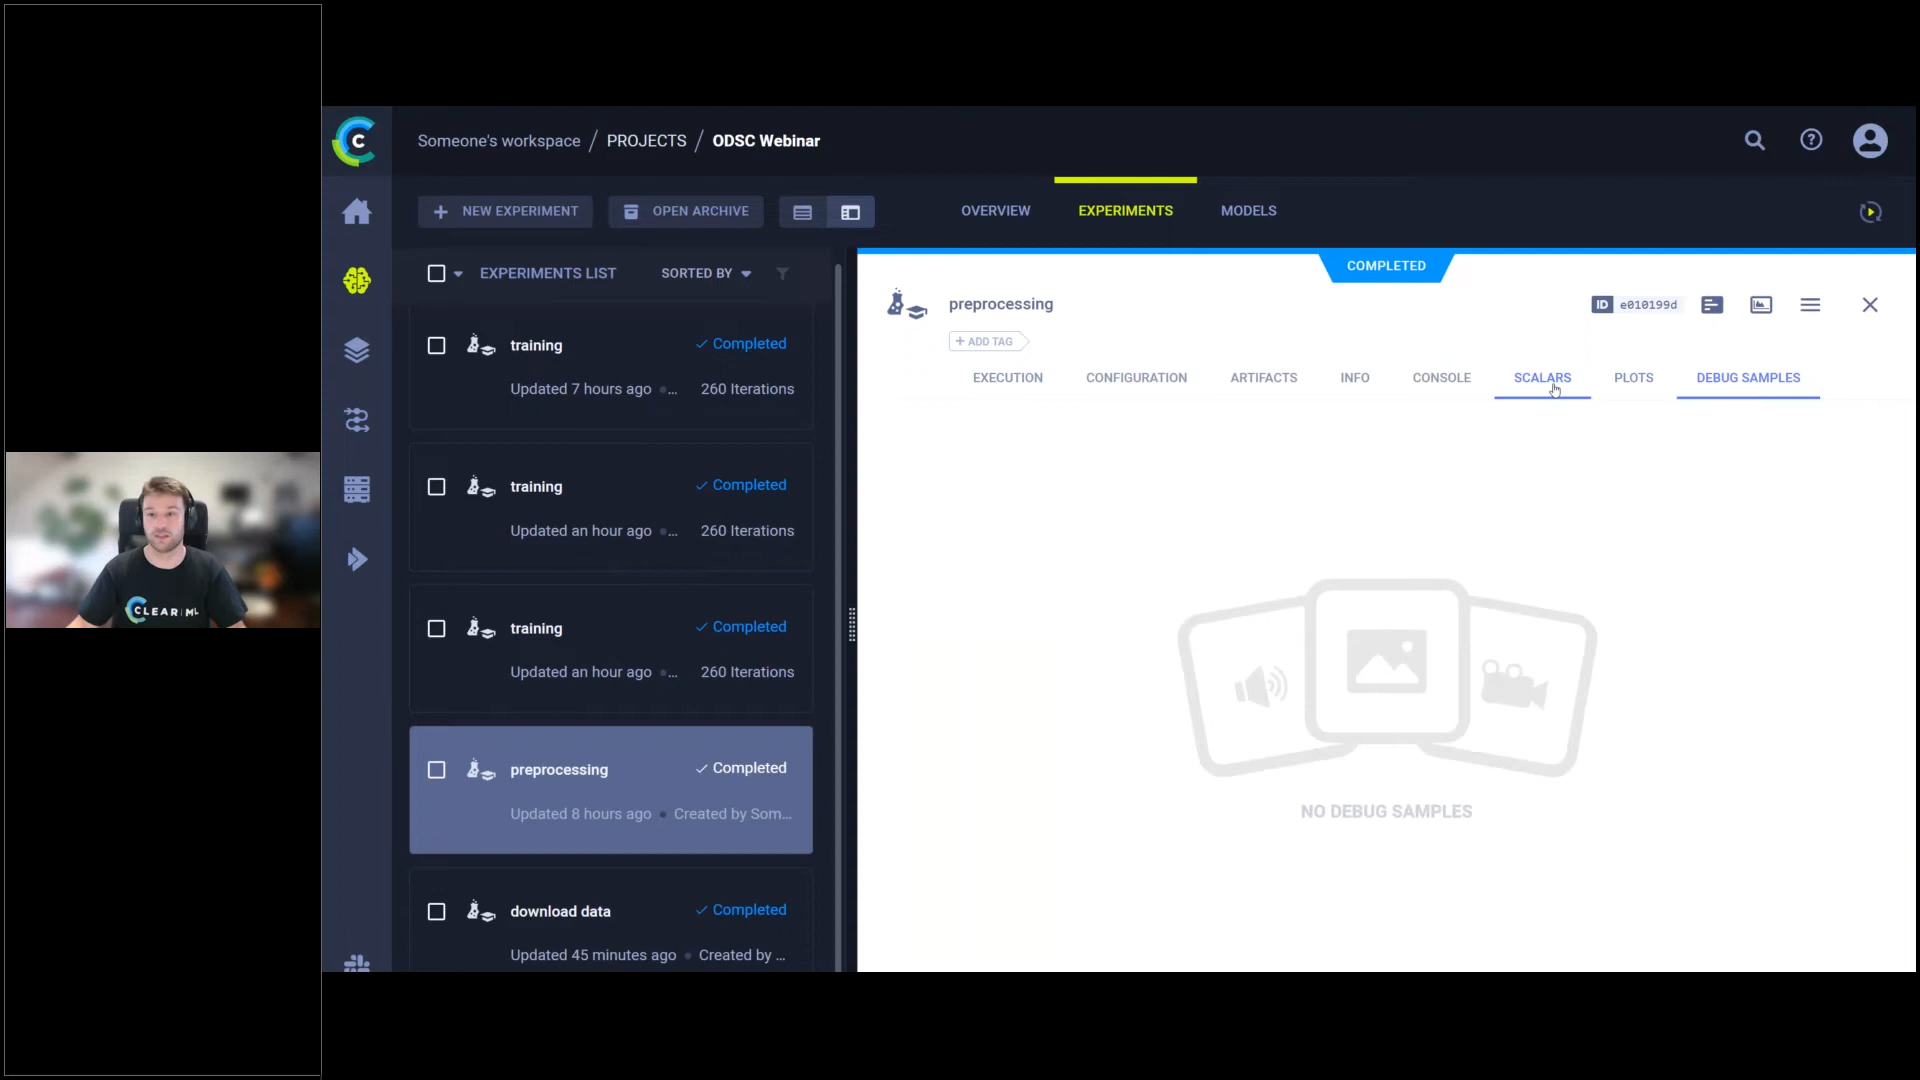 Someone's workspace / PROJECTS / ODSC Webinar
NEW EXPERIMENT
OPEN ARCHIVE
OVERVIEW
EXPERIMENTS
MODELS
EXPERIMENTS LIST
SORTED BY
training
Completed
Updated 7 hours ago ...
260 Iterations
training
Completed
Updated an hour ago ...
260 Iterations
training
Completed
Updated an hour ago ...
260 Iterations
preprocessing
Completed
Updated 8 hours ago • Created by Som...
download data
Completed
Updated 45 minutes ago • Created by ...
COMPLETED
preprocessing
ID e010199d
+ ADD TAG
EXECUTION
CONFIGURATION
ARTIFACTS
INFO
CONSOLE
SCALARS
PLOTS
DEBUG SAMPLES
NO DEBUG SAMPLES
CLEAR|ML